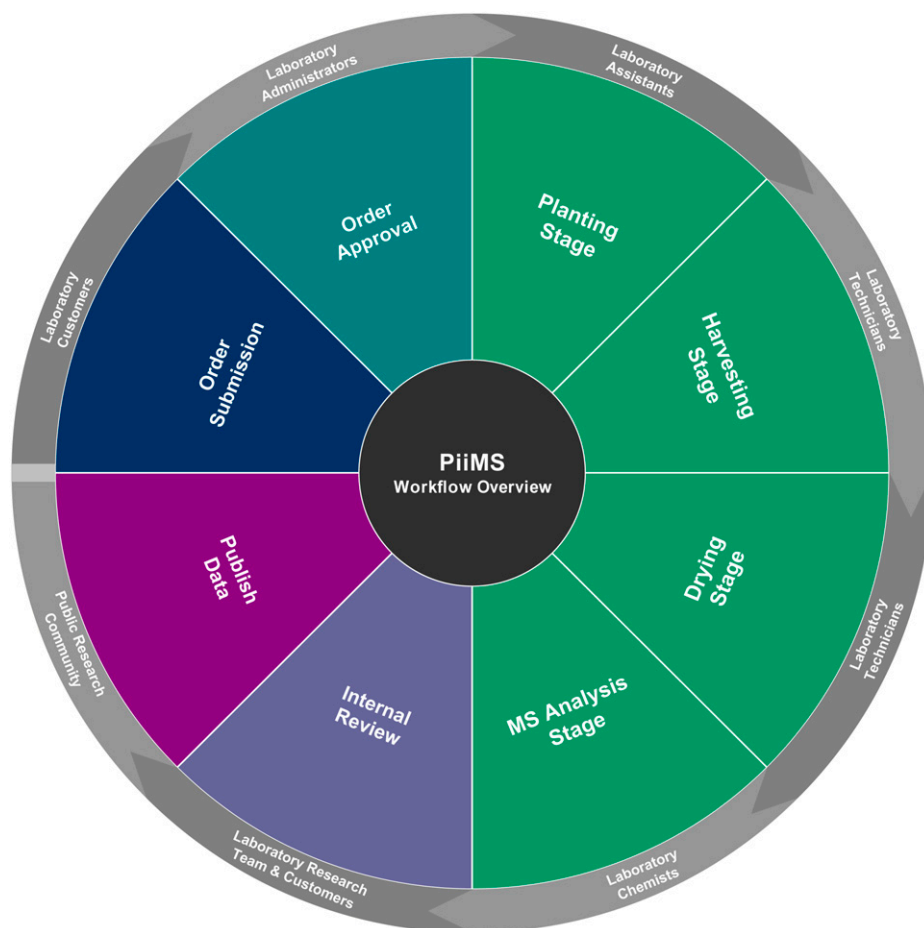 Laboratory
Administrators
Laboratory
Assistants
Laboratory
Technicians
Laboratory
Technicians
Laboratory
Chemists
Laboratory Research
Team & Customers
Public Research
Community
Laboratory
Customers
Order
Approval
Planting
Stage
Harvesting
Stage
Drying
Stage
MS Analysis
Stage
Internal
Review
Publish
Data
Order
Submission
PiiMS
Workflow Overview